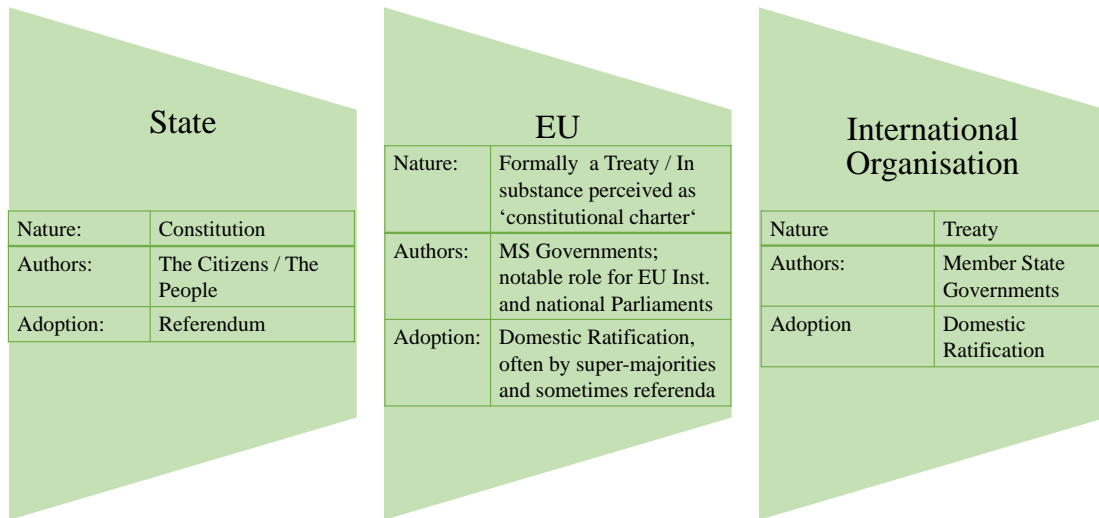 State
Nature: Constitution
Authors: The Citizens / The
People
Adoption: Referendum
EU
Nature: Formally a Treaty / In
substance perceived as
‘constitutional charter‘
Authors: MS Governments;
notable role for EU Inst.
and national Parliaments
Adoption: Domestic Ratification,
often by super-majorities
and sometimes referenda
International
Organisation
Nature Treaty
Authors: Member State
Governments
Adoption Domestic
Ratification